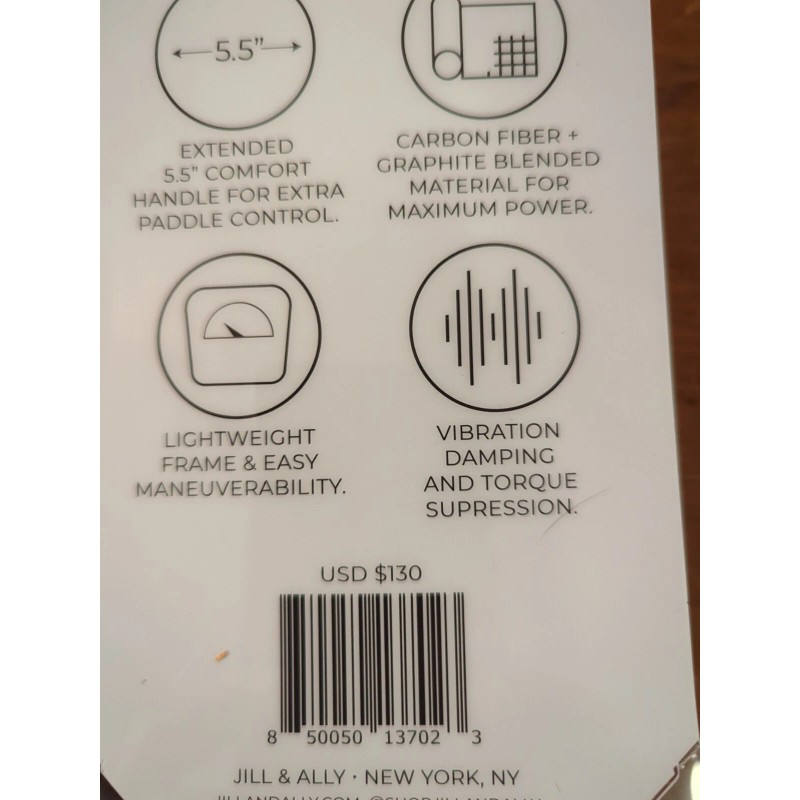 5.5"
EXTENDED
5.5" COMFORT
HANDLE FOR EXTRA
PADDLE CONTROL.
CARBON FIBER +
GRAPHITE BLENDED
MATERIAL FOR
MAXIMUM POWER.
LIGHTWEIGHT
FRAME & EASY
MANEUVERABILITY.
VIBRATION
DAMPING
AND TORQUE
SUPRESSION.
USD $130
8 50050 13702 3
JILL & ALLY · NEW YORK, NY